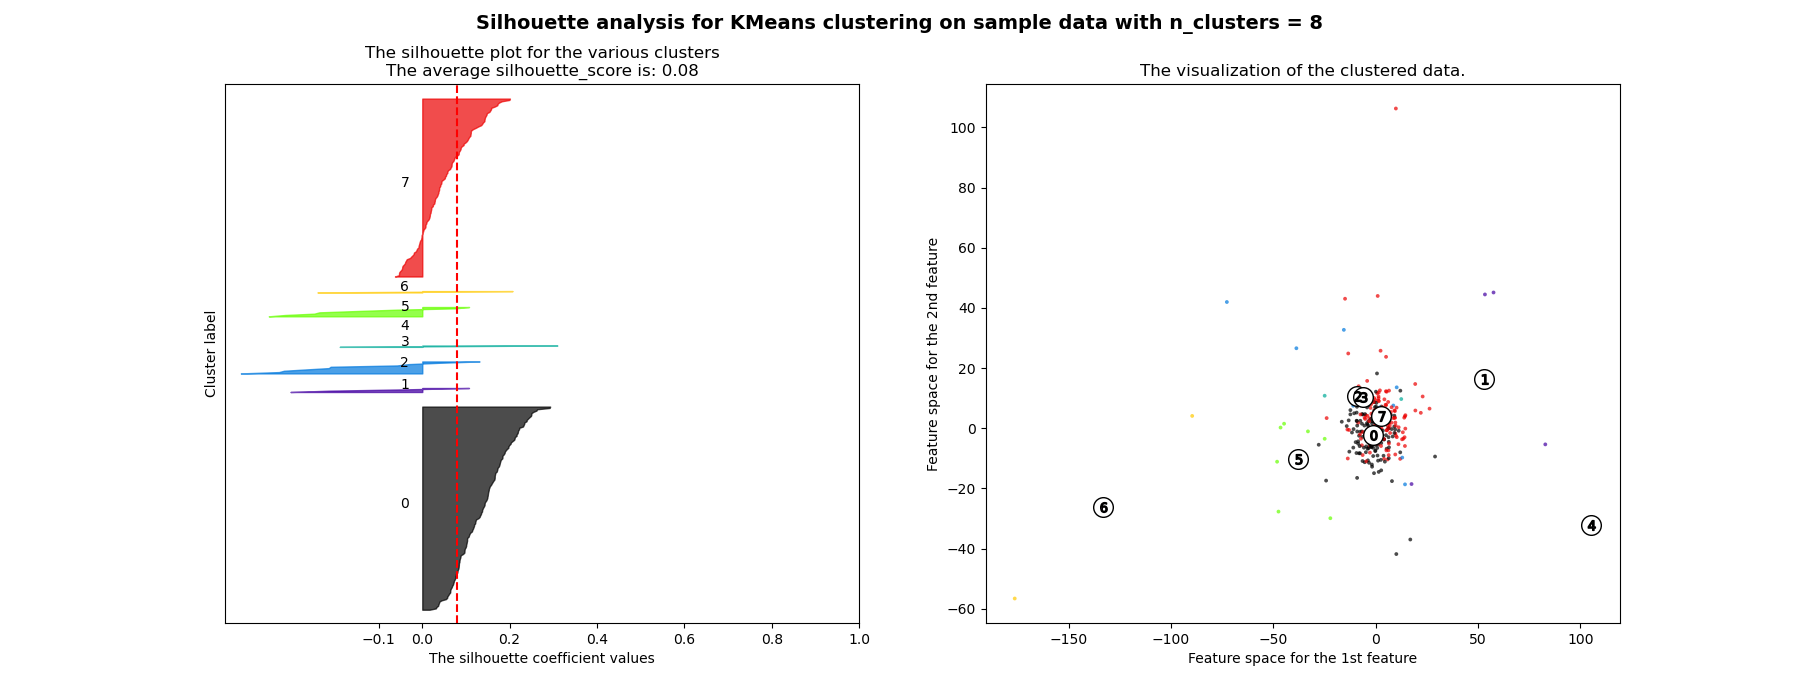 Silhouette analysis for KMeans clustering on sample data with n_clusters = 8
The silhouette plot for the various clusters
The average silhouette_score is: 0.08
Cluster label
7
6
5
4
3
2
1
0
−0.1 0.0 0.2 0.4 0.6 0.8 1.0
The silhouette coefficient values
The visualization of the clustered data.
Feature space for the 2nd feature
100
80
60
40
20
0
−20
−40
−60
1
2 3
7
0
5
6
4
−150 −100 −50 0 50 100
Feature space for the 1st feature